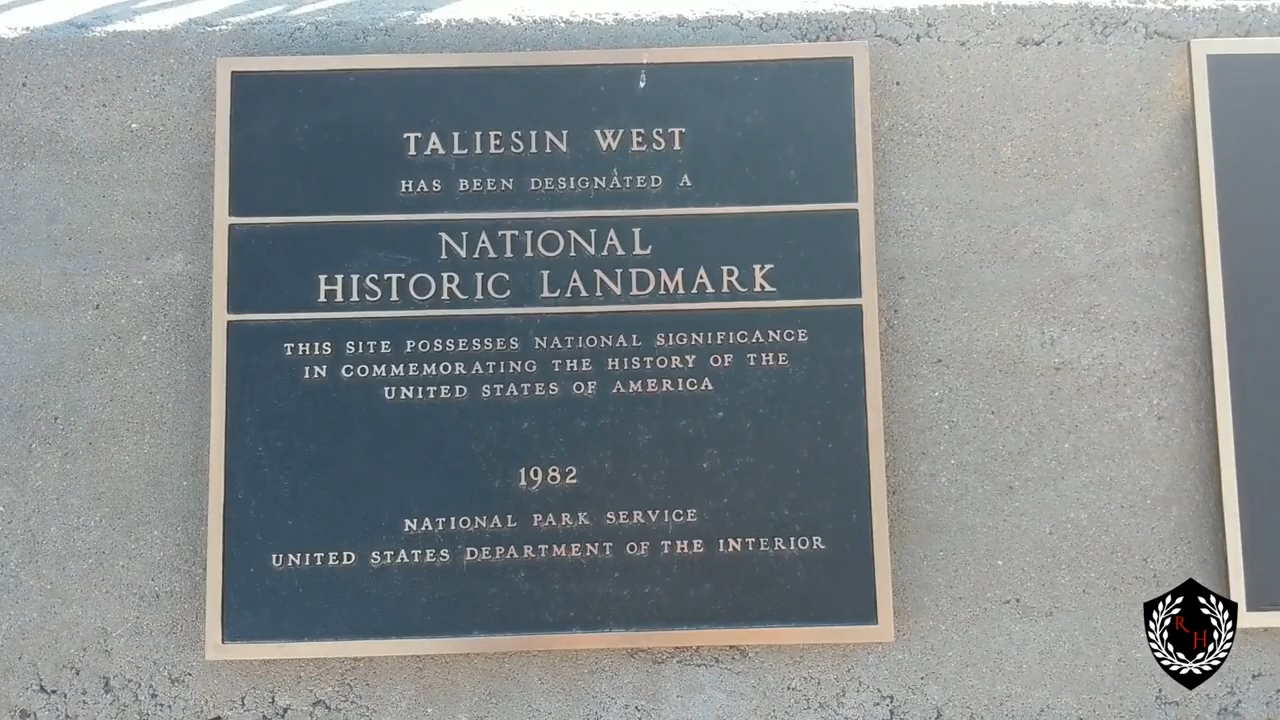 TALIESIN WEST
HAS BEEN DESIGNATED A
NATIONAL
HISTORIC LANDMARK
THIS SITE POSSESSES NATIONAL SIGNIFICANCE
IN COMMEMORATING THE HISTORY OF THE
UNITED STATES OF AMERICA
1982
NATIONAL PARK SERVICE
UNITED STATES DEPARTMENT OF THE INTERIOR
RH